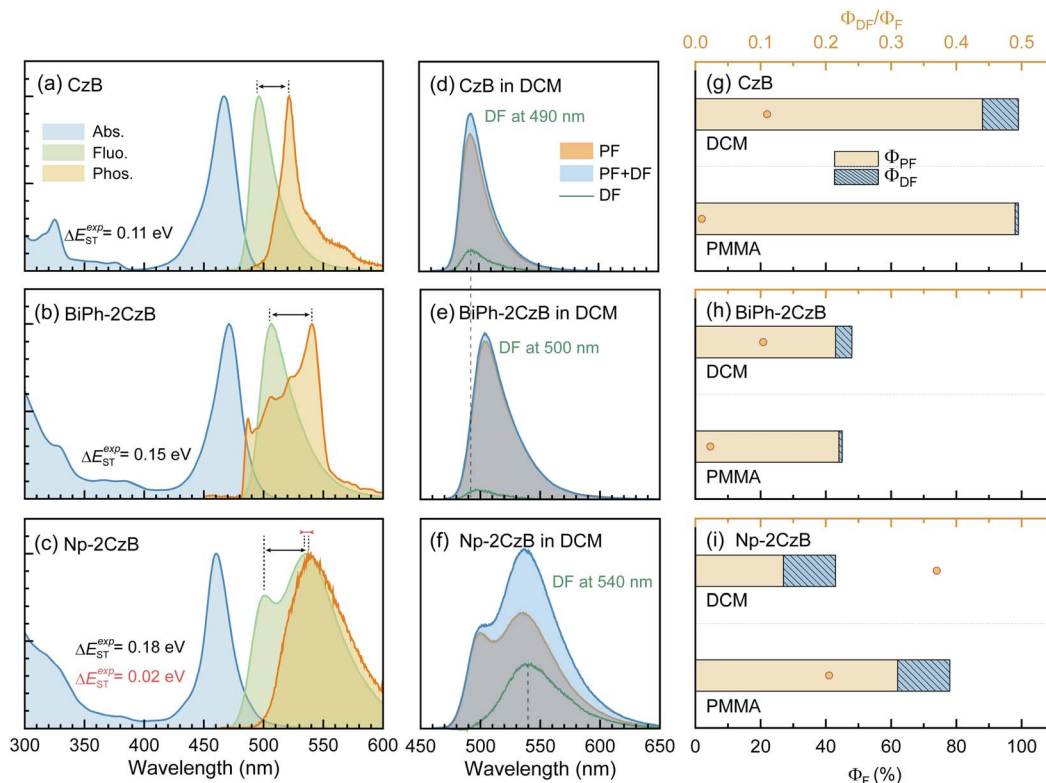 Φ_DF/Φ_F
0.0 0.1 0.2 0.3 0.4 0.5
(a) CzB
Abs.
Fluo.
Phos.
ΔE_ST^exp = 0.11 eV
(b) BiPh-2CzB
ΔE_ST^exp = 0.15 eV
(c) Np-2CzB
ΔE_ST^exp = 0.18 eV
ΔE_ST^exp = 0.02 eV
300 350 400 450 500 550 600
Wavelength (nm)
(d) CzB in DCM
DF at 490 nm
PF
PF+DF
DF
(e) BiPh-2CzB in DCM
DF at 500 nm
(f) Np-2CzB in DCM
DF at 540 nm
450 500 550 600 650
Wavelength (nm)
(g) CzB
DCM
Φ_PF
Φ_DF
PMMA
(h) BiPh-2CzB
DCM
PMMA
(i) Np-2CzB
DCM
PMMA
0 20 40 60 80 100
Φ_F (%)